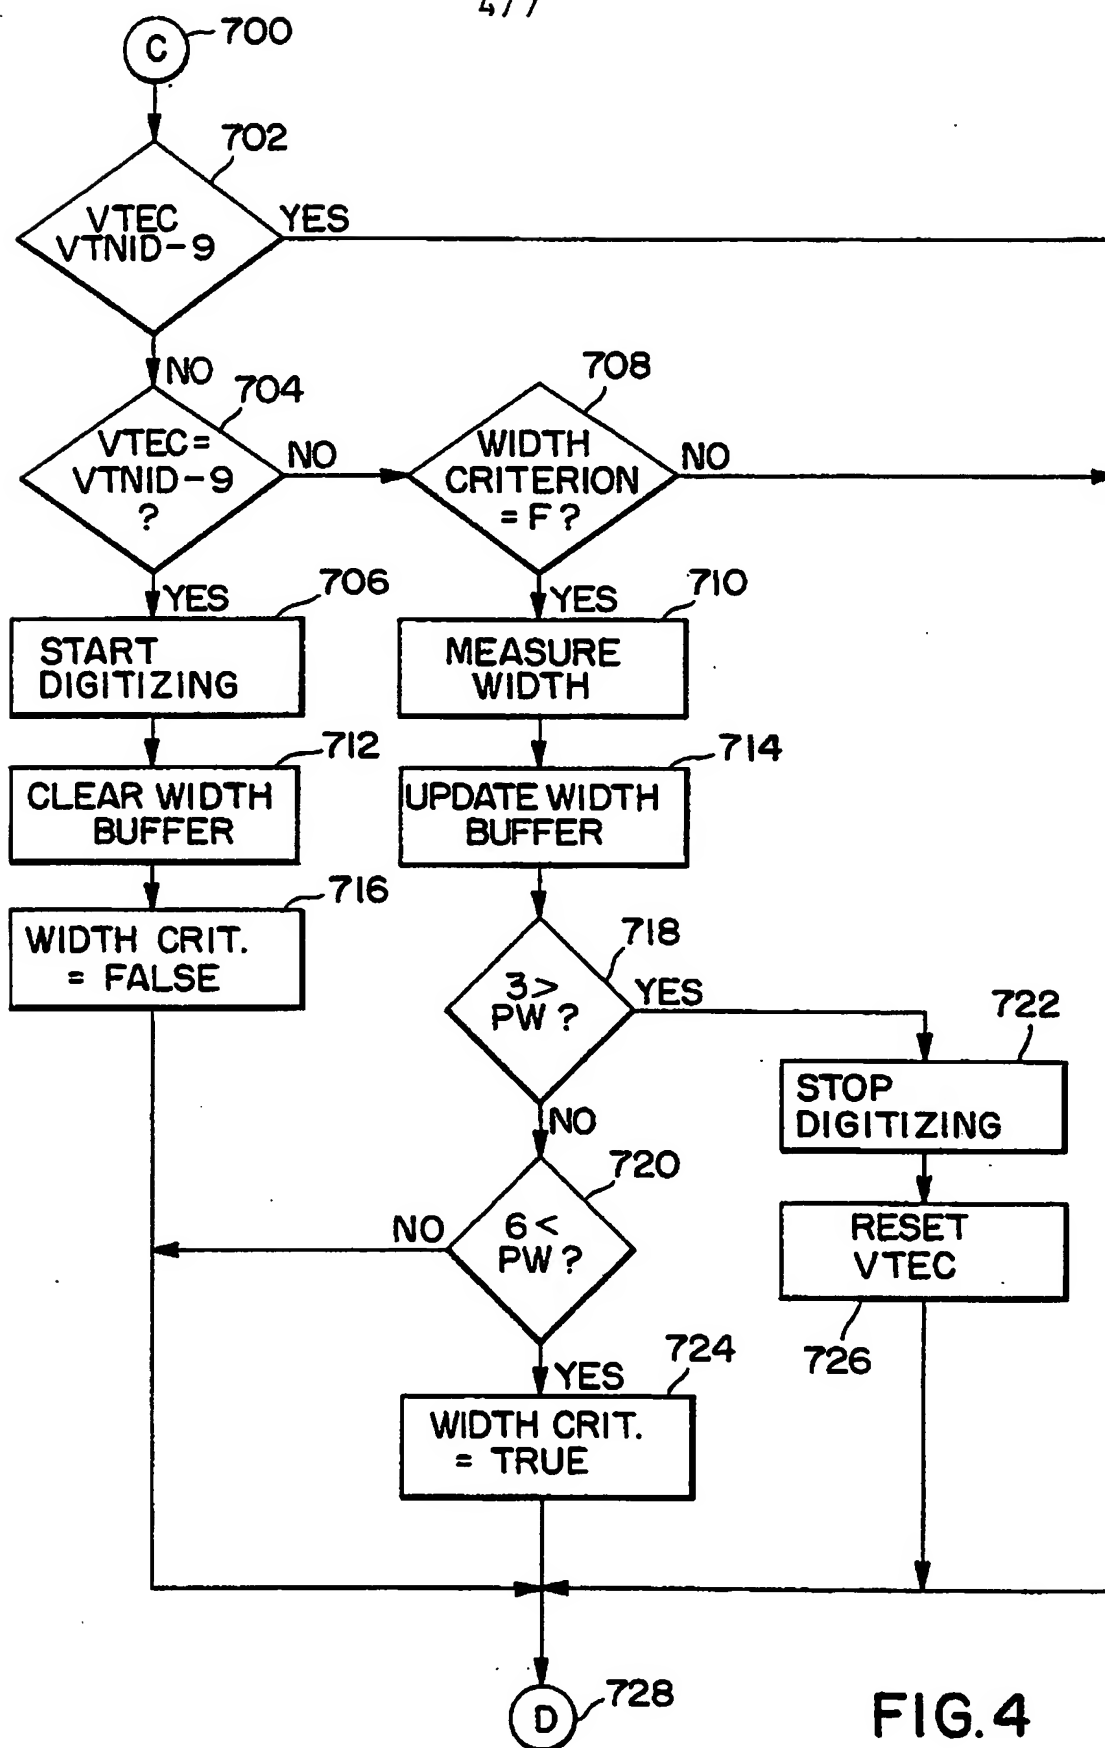 4/7
C
700
702
VTEC
VTNID-9
YES
NO
704
VTEC=
VTNID-9
?
NO
708
WIDTH
CRITERION
= F ?
NO
YES
706
START
DIGITIZING
YES
710
MEASURE
WIDTH
712
CLEAR WIDTH
BUFFER
714
UPDATE WIDTH
BUFFER
716
WIDTH CRIT.
= FALSE
718
3 >
PW ?
YES
722
STOP
DIGITIZING
NO
720
6 <
PW ?
NO
RESET
VTEC
726
YES
724
WIDTH CRIT.
= TRUE
D
728
FIG. 4